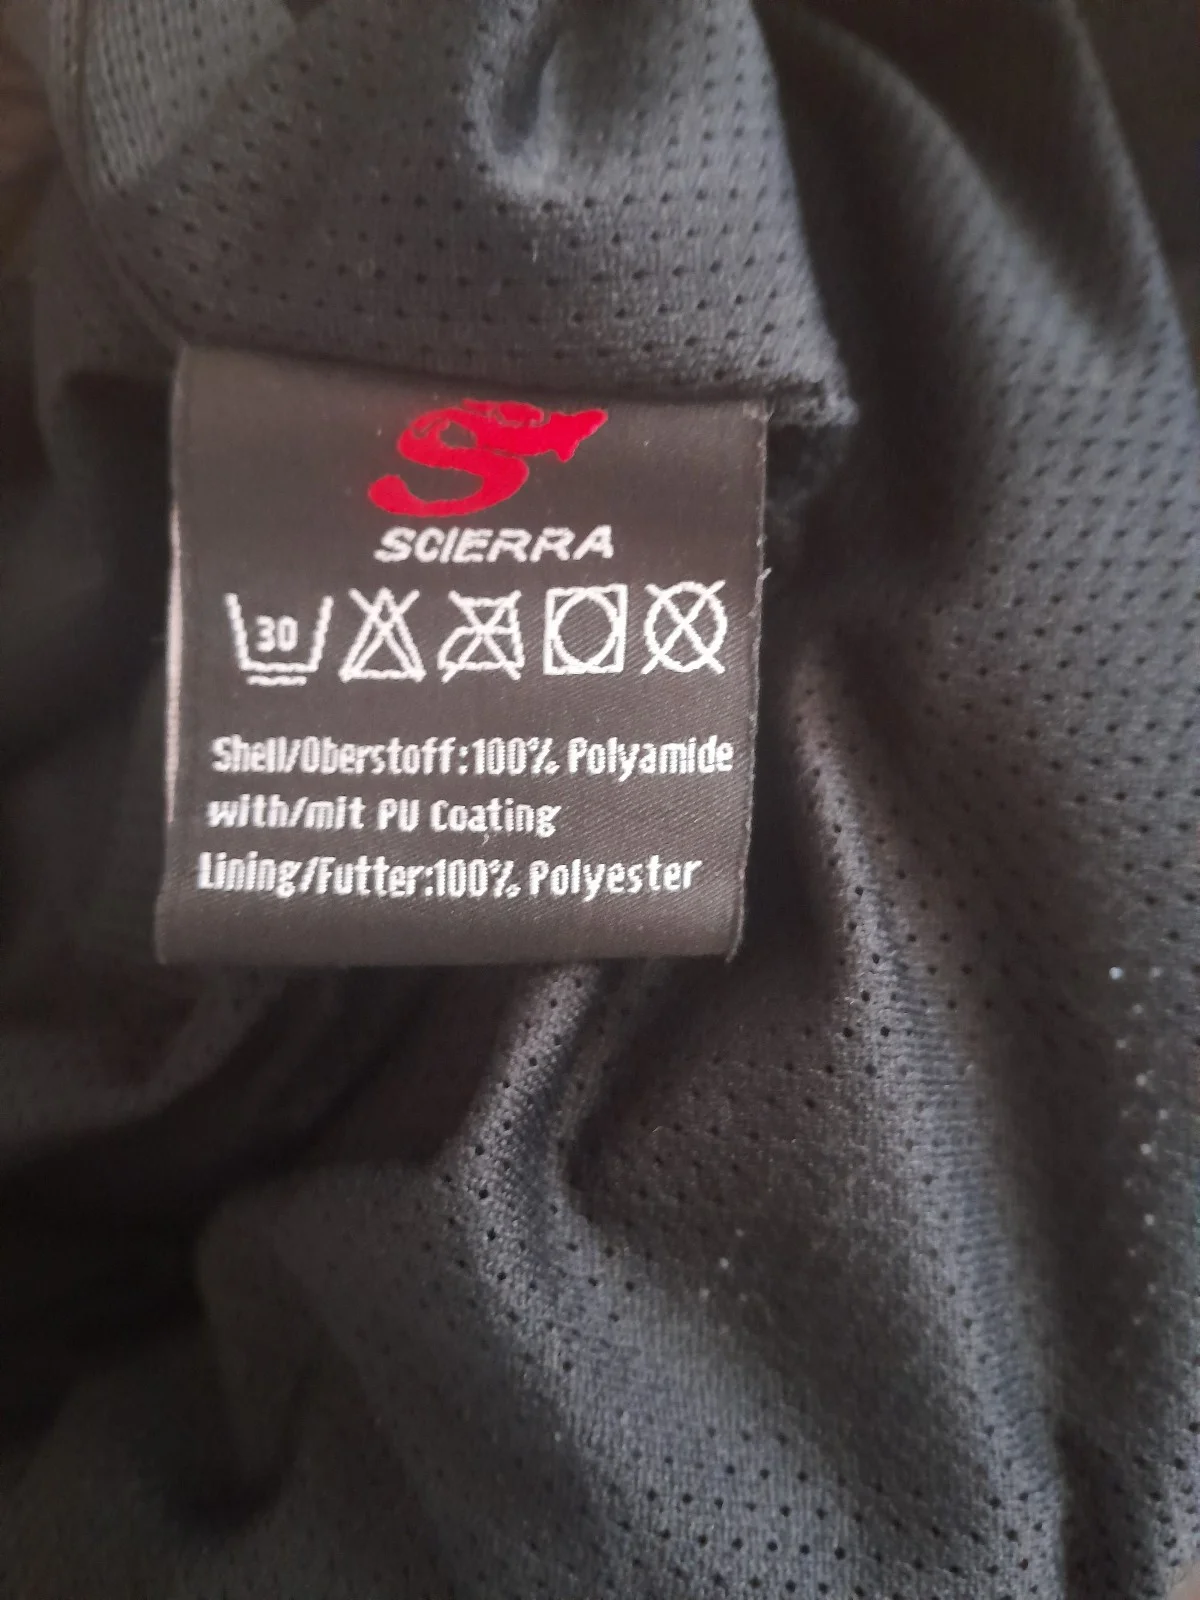 SCIERRA
30
Shell/Oberstoff:100% Polyamide
with/mit PU Coating
Lining/Futter:100% Polyester